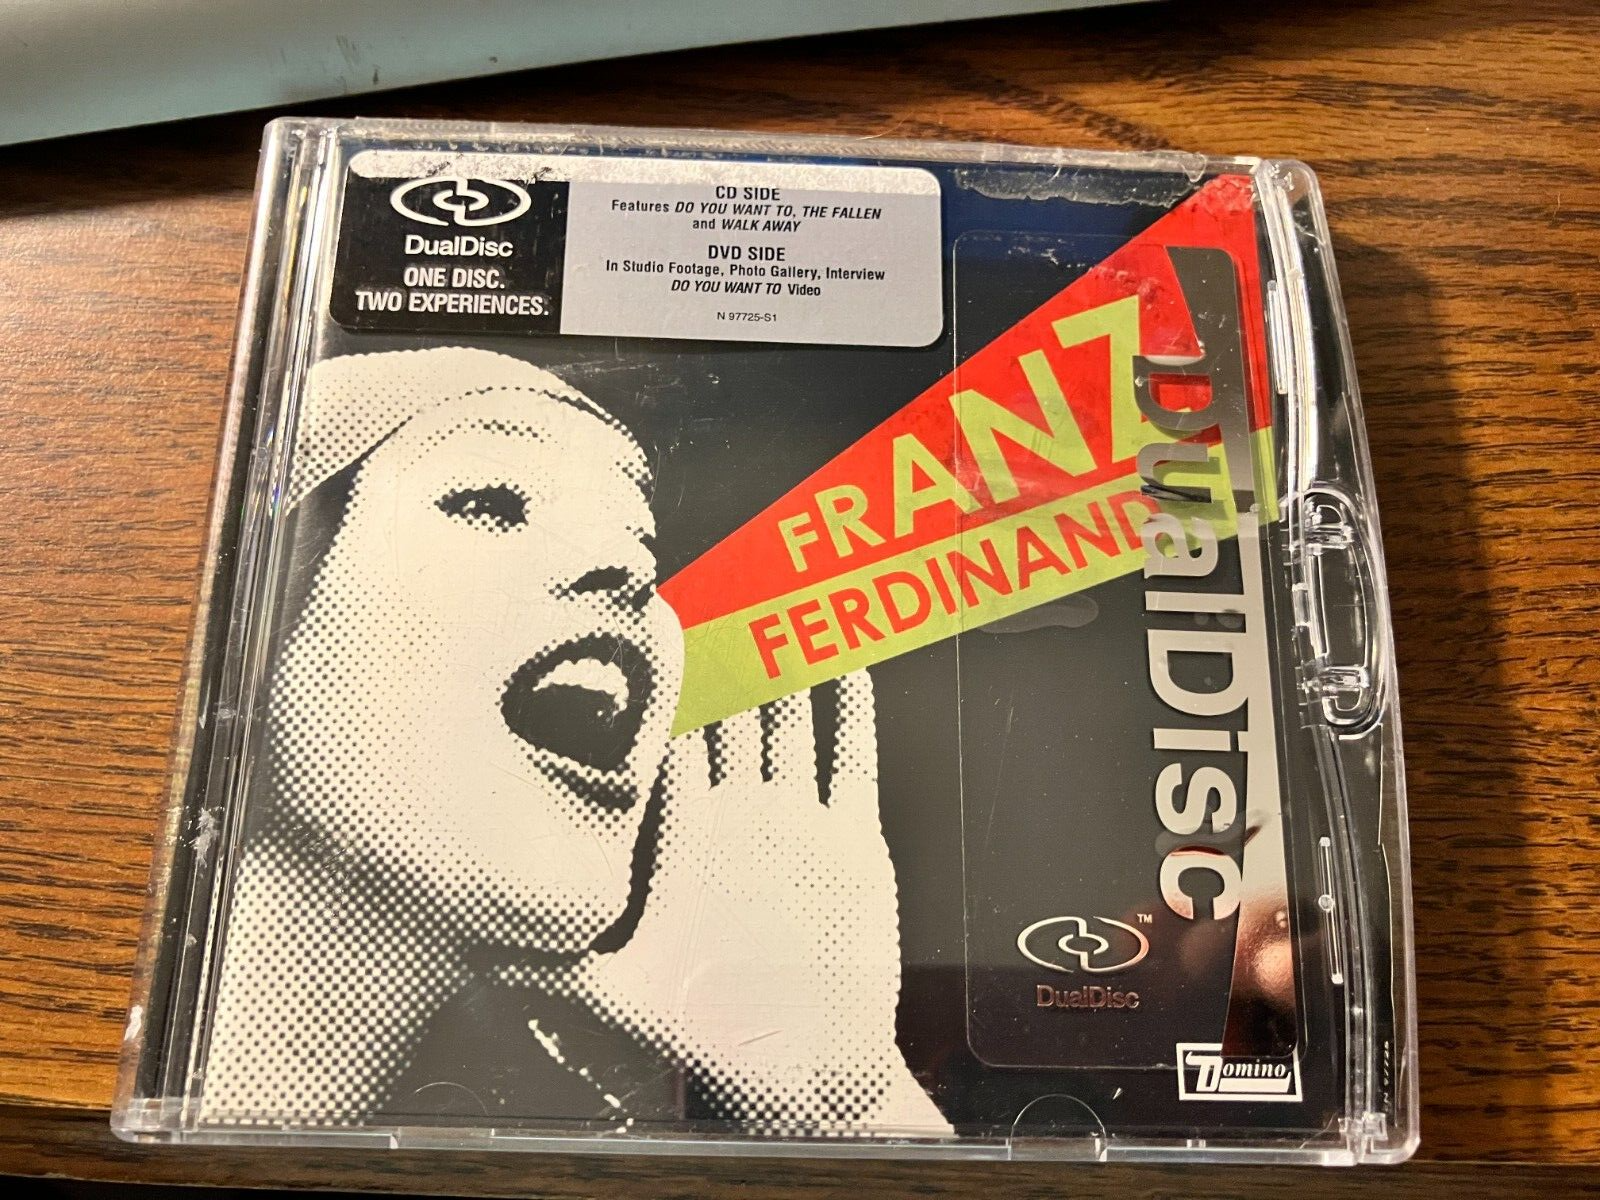 DualDisc
ONE DISC.
TWO EXPERIENCES.
CD SIDE
Features DO YOU WANT TO, THE FALLEN
and WALK AWAY
DVD SIDE
In Studio Footage, Photo Gallery, Interview
DO YOU WANT TO Video
N 97725-S1
FRANZ
FERDINAND
DualDisc
TM
DualDisc
Domino